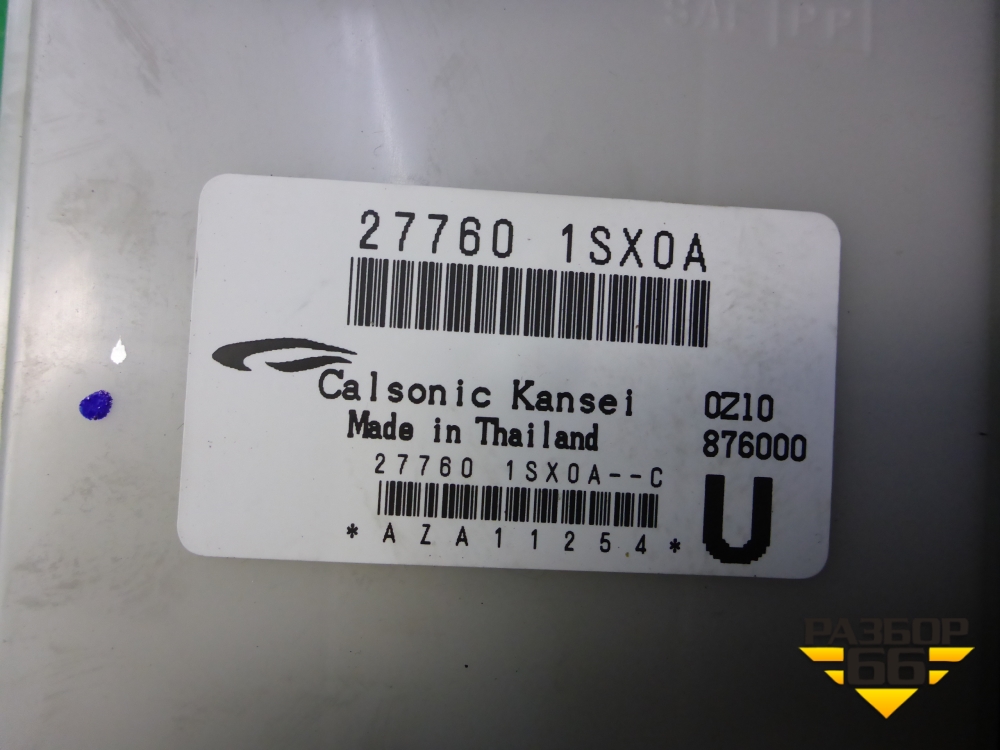 27760 1SX0A
Calsonic Kansei
Made in Thailand
0Z10
876000
27760 1SX0A--C
*AZA11254*
U
РАЗБОР
66